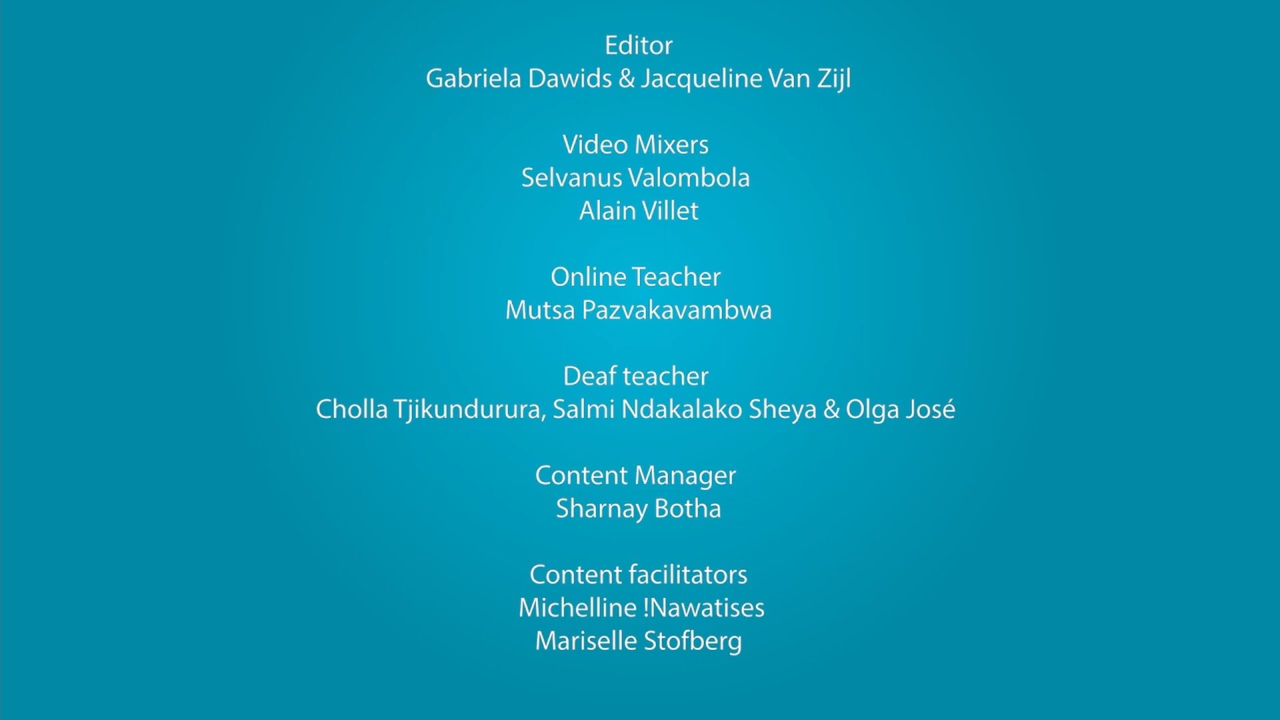 Editor
Gabriela Dawids & Jacqueline Van Zijl
Video Mixers
Selvanus Valombola
Alain Villet
Online Teacher
Mutsa Pazvakavambwa
Deaf teacher
Cholla Tjikundurura, Salmi Ndakalako Sheya & Olga José
Content Manager
Sharnay Botha
Content facilitators
Michelline !Nawatises
Mariselle Stofberg